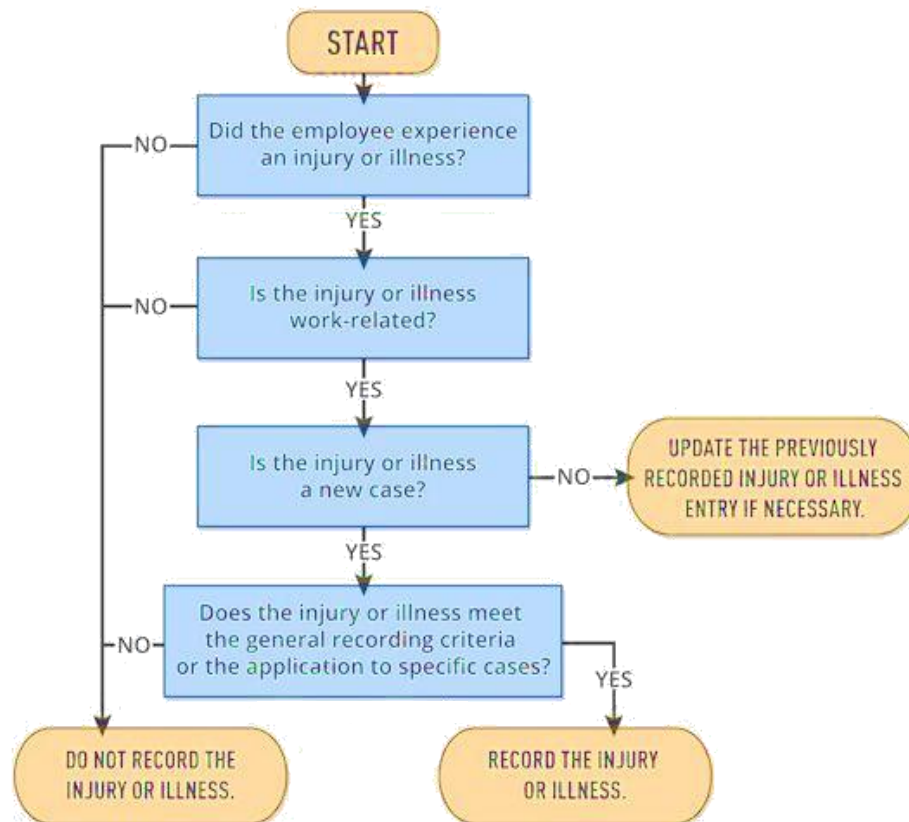 START
Did the employee experience
an injury or illness?
NO
YES
Is the injury or illness
work-related?
NO
YES
Is the injury or illness
a new case?
NO
UPDATE THE PREVIOUSLY
RECORDED INJURY OR ILLNESS
ENTRY IF NECESSARY.
YES
Does the injury or illness meet
the general recording criteria
or the application to specific cases?
NO
YES
DO NOT RECORD THE
INJURY OR ILLNESS.
RECORD THE INJURY
OR ILLNESS.